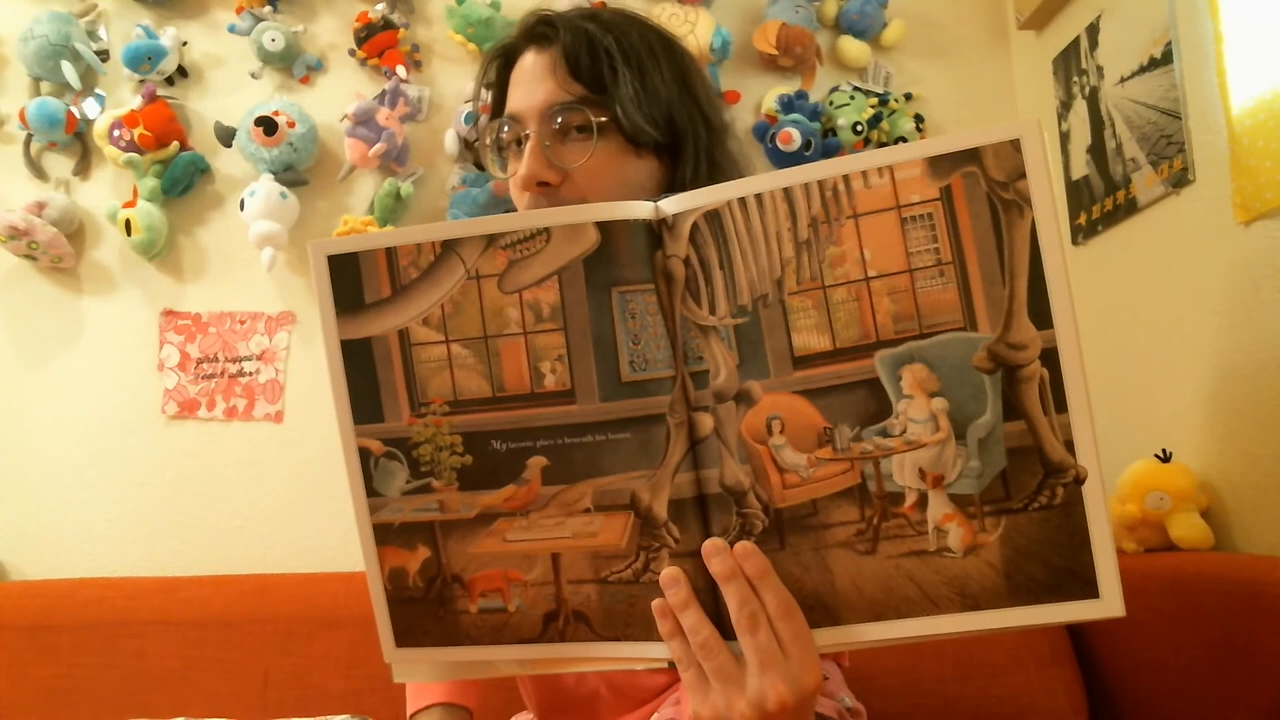 girls support
each other
My favorite place is beneath his bones.